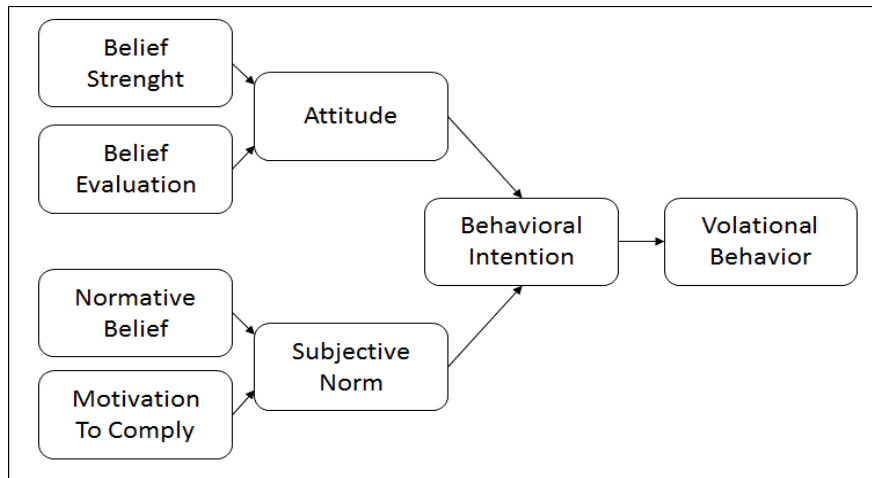 Belief
Strenght
Attitude
Belief
Evaluation
Behavioral
Intention
Volational
Behavior
Normative
Belief
Subjective
Norm
Motivation
To Comply